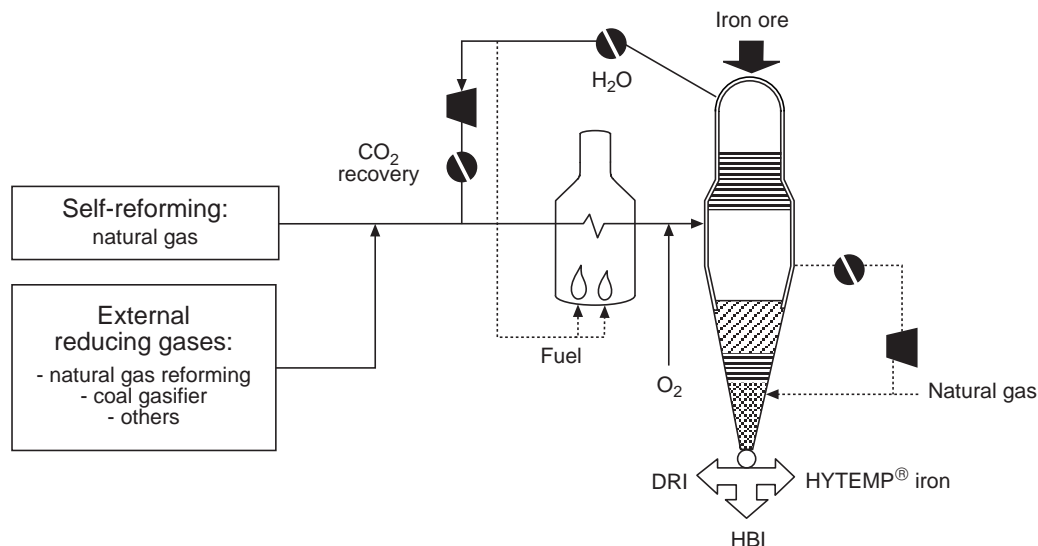 Iron ore
H₂O
CO₂
recovery
Self-reforming:
natural gas
External
reducing gases:
- natural gas reforming
- coal gasifier
- others
Fuel
O₂
Natural gas
DRI
HYTEMP® iron
HBI